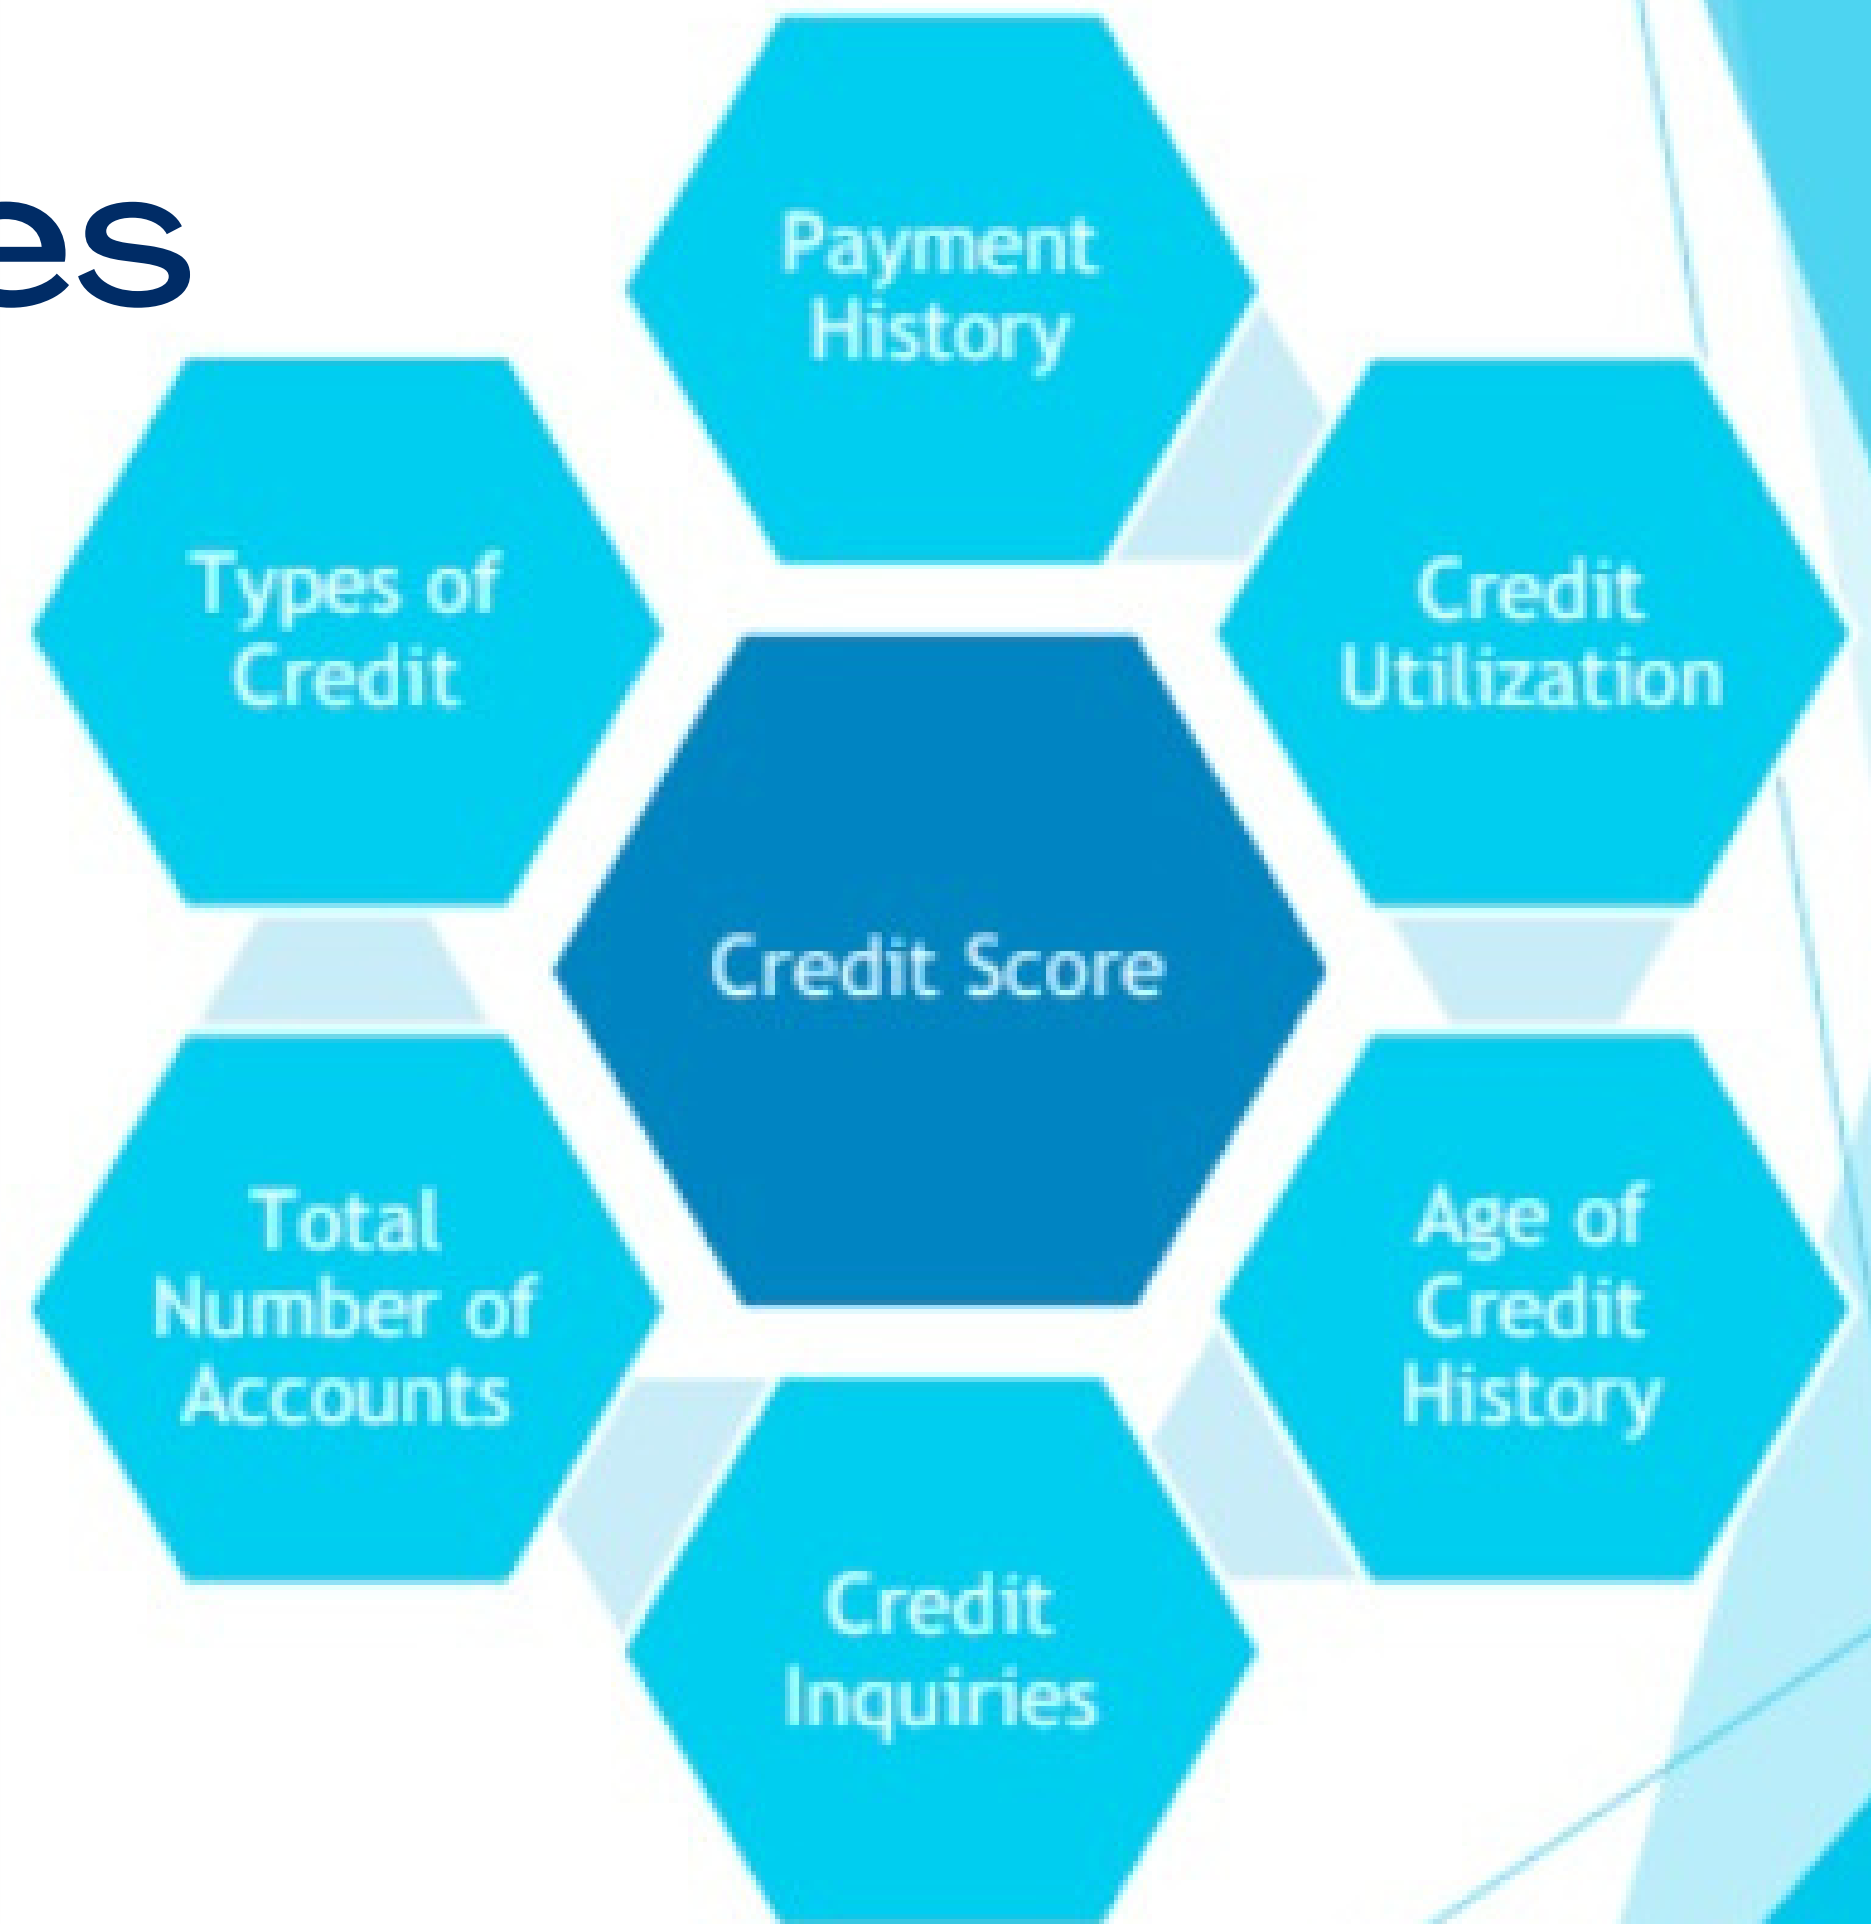 es
Payment
History
Types of
Credit
Credit
Utilization
Credit Score
Total
Number of
Accounts
Age of
Credit
History
Credit
Inquiries